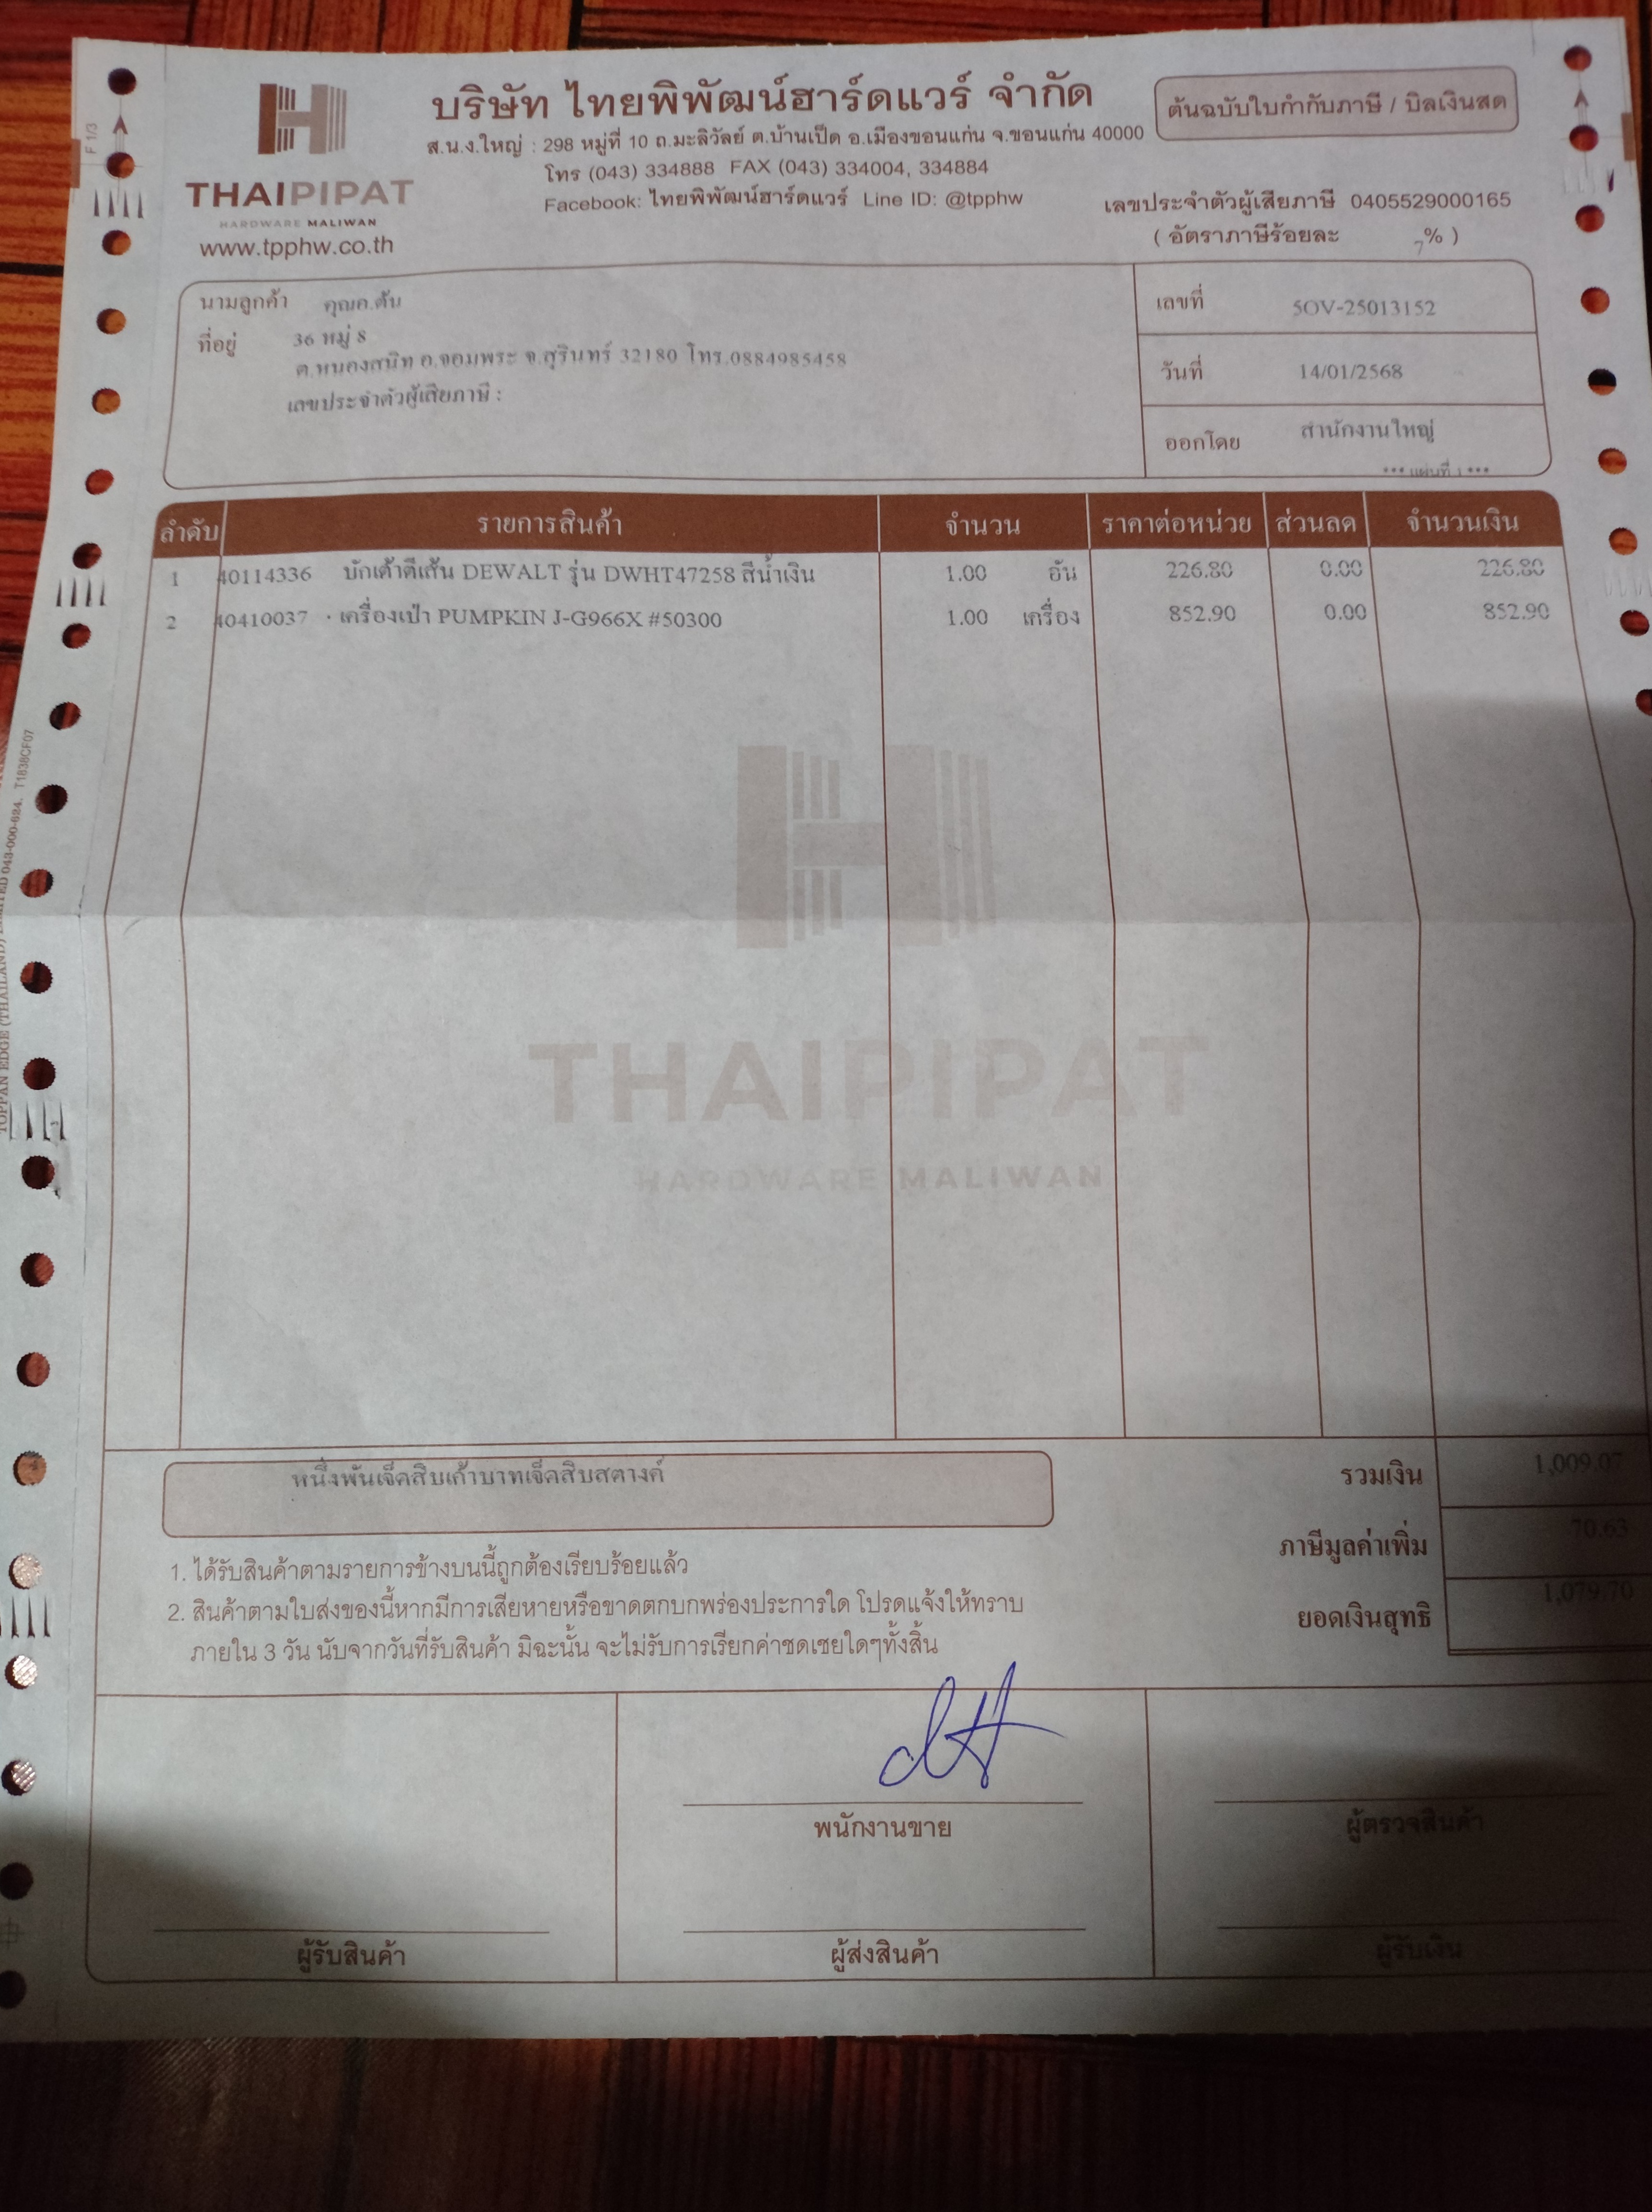 บริษัท ไทยพิพัฒน์ฮาร์ดแวร์ จำกัด
ต้นฉบับใบกำกับภาษี / บิลเงินสด
ส.น.ง.ใหญ่ : 298 หมู่ที่ 10 ถ.มะลิวัลย์ ต.บ้านเป็ด อ.เมืองขอนแก่น จ.ขอนแก่น 40000
โทร (043) 334888 FAX (043) 334004, 334884
Facebook: ไทยพิพัฒน์ฮาร์ดแวร์ Line ID: @tpphw
THAIPIPAT
HARDWARE MALIWAN
www.tpphw.co.th
เลขประจำตัวผู้เสียภาษี 0405529000165
( อัตราภาษีร้อยละ 7% )
F 1/3
นามลูกค้า คุณค.ต้น
ที่อยู่ 36 หมู่ 8
ต.หนองสนิท อ.จอมพระ จ.สุรินทร์ 32180 โทร.0884985458
เลขประจำตัวผู้เสียภาษี :
เลขที่ 5OV-25013152
วันที่ 14/01/2568
ออกโดย สำนักงานใหญ่
*** แผ่นที่ 1 ***
ลำดับ รายการสินค้า จำนวน ราคาต่อหน่วย ส่วนลด จำนวนเงิน
1 40114336 บักเต้าตีเส้น DEWALT รุ่น DWHT47258 สีน้ำเงิน 1.00 อัน 226.80 0.00 226.80
2 40410037 · เครื่องเป่า PUMPKIN J-G966X #50300 1.00 เครื่อง 852.90 0.00 852.90
THAIPIPAT
HARDWARE MALIWAN
TOPPAN EDGE (THAILAND) LIMITED 043-000-624. T1838CF07
หนึ่งพันเจ็ดสิบเก้าบาทเจ็ดสิบสตางค์
รวมเงิน 1,009.07
ภาษีมูลค่าเพิ่ม 70.63
ยอดเงินสุทธิ 1,079.70
1. ได้รับสินค้าตามรายการข้างบนนี้ถูกต้องเรียบร้อยแล้ว
2. สินค้าตามใบส่งของนี้หากมีการเสียหายหรือขาดตกบกพร่องประการใด โปรดแจ้งให้ทราบ
ภายใน 3 วัน นับจากวันที่รับสินค้า มิฉะนั้น จะไม่รับการเรียกค่าชดเชยใดๆทั้งสิ้น
พนักงานขาย
ผู้ตรวจสินค้า
ผู้รับสินค้า
ผู้ส่งสินค้า
ผู้รับเงิน